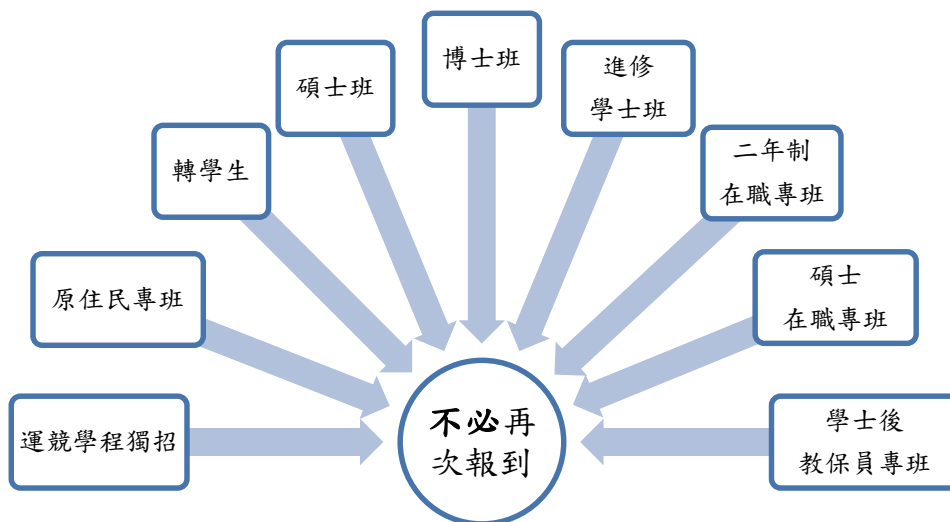 運競學程獨招
原住民專班
轉學生
碩士班
博士班
進修
學士班
二年制
在職專班
碩士
在職專班
學士後
教保員專班
不必再
次報到